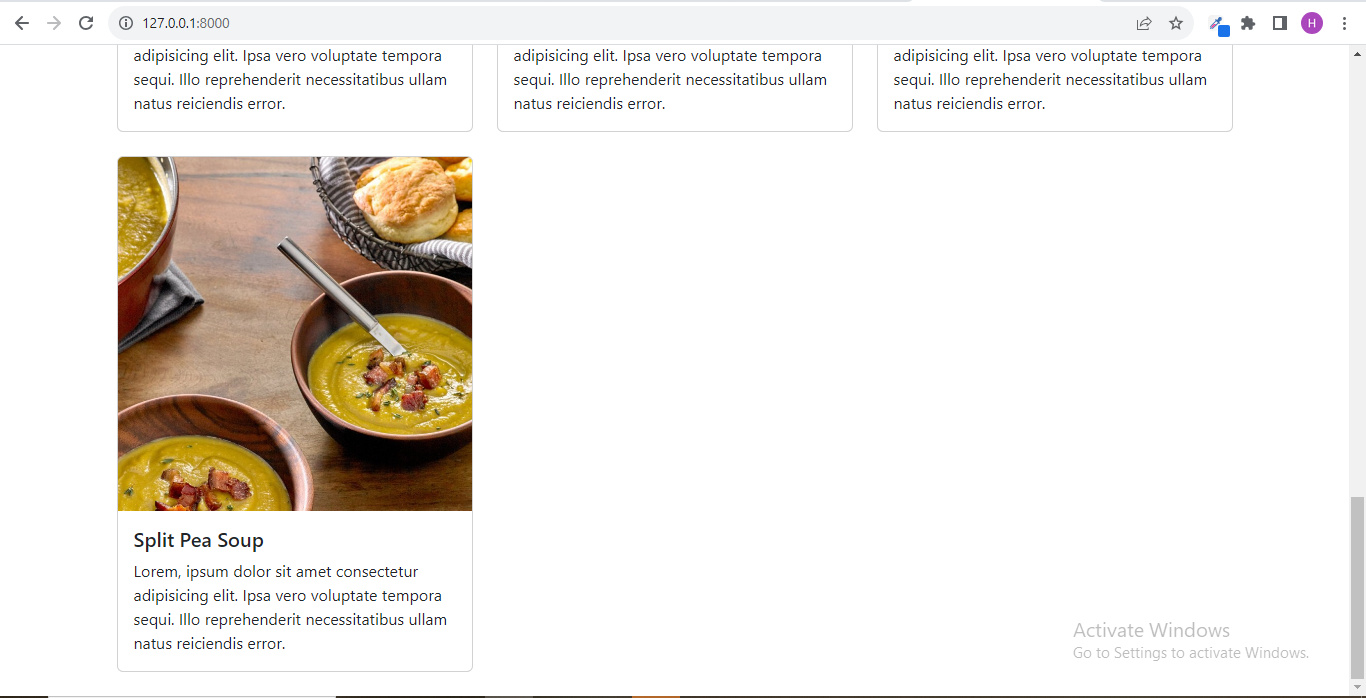 127.0.0.1:8000
H
adipisicing elit. Ipsa vero voluptate tempora
sequi. Illo reprehenderit necessitatibus ullam
natus reiciendis error.
adipisicing elit. Ipsa vero voluptate tempora
sequi. Illo reprehenderit necessitatibus ullam
natus reiciendis error.
adipisicing elit. Ipsa vero voluptate tempora
sequi. Illo reprehenderit necessitatibus ullam
natus reiciendis error.
Split Pea Soup
Lorem, ipsum dolor sit amet consectetur
adipisicing elit. Ipsa vero voluptate tempora
sequi. Illo reprehenderit necessitatibus ullam
natus reiciendis error.
Activate Windows
Go to Settings to activate Windows.